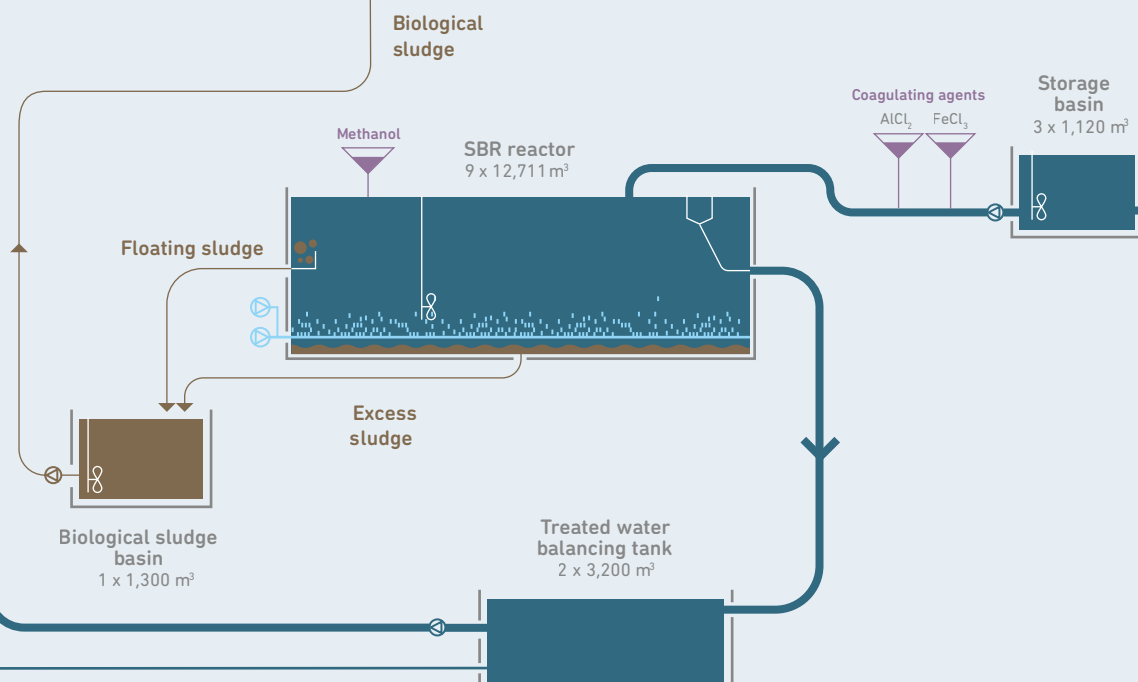 Biological
sludge
Storage
basin
3 x 1,120 m³
Coagulating agents
AlCl₂
FeCl₃
Methanol
SBR reactor
9 x 12,711 m³
Floating sludge
Excess
sludge
Biological sludge
basin
1 x 1,300 m³
Treated water
balancing tank
2 x 3,200 m³